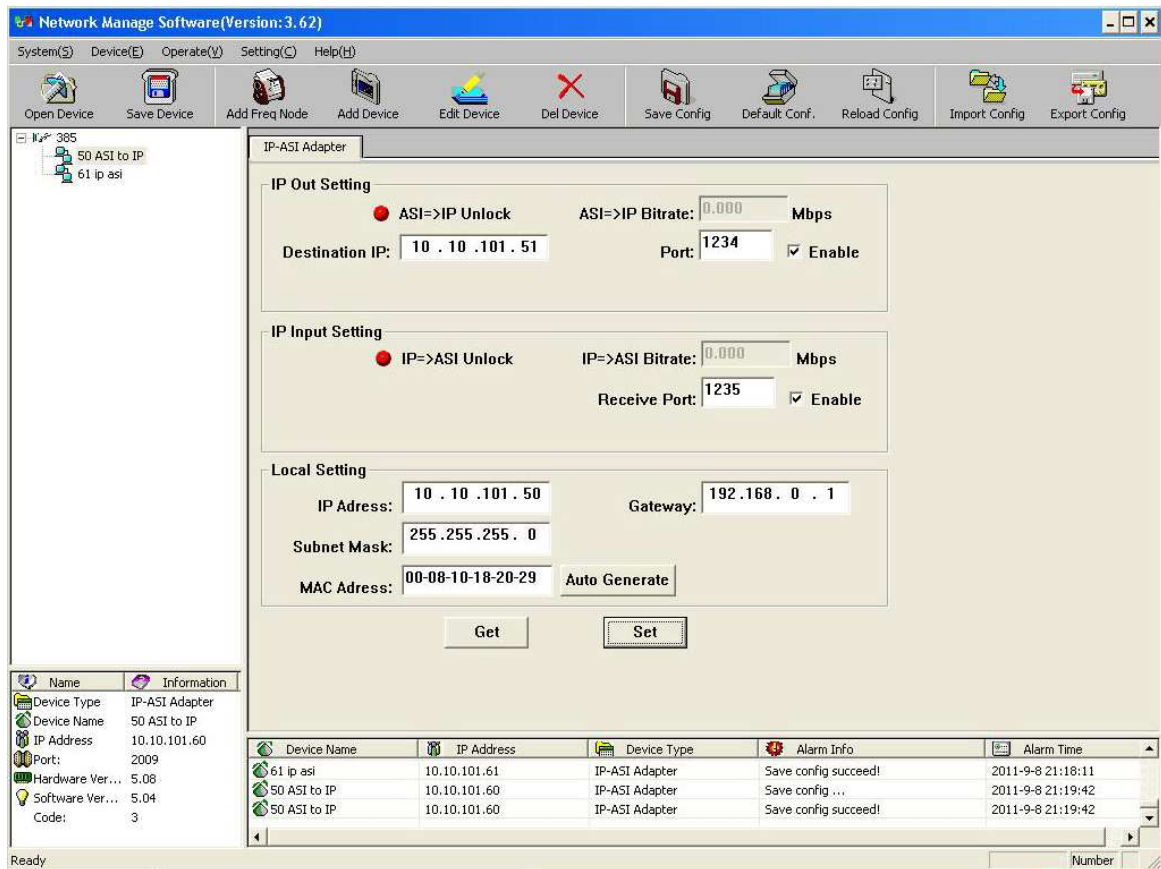 Network Manage Software(Version:3.62)
System(S) Device(E) Operate(V) Setting(C) Help(H)
Open Device Save Device Add Freq Node Add Device Edit Device Del Device Save Config Default Conf. Reload Config Import Config Export Config
385
50 ASI to IP
61 ip asi
IP-ASI Adapter
IP Out Setting
ASI=>IP Unlock ASI=>IP Bitrate: 0.000 Mbps
Destination IP: 10 . 10 .101 . 51 Port: 1234 Enable
IP Input Setting
IP=>ASI Unlock IP=>ASI Bitrate: 0.000 Mbps
Receive Port: 1235 Enable
Local Setting
IP Adress: 10 . 10 .101 . 50 Gateway: 192.168. 0 . 1
Subnet Mask: 255.255.255. 0
MAC Adress: 00-08-10-18-20-29 Auto Generate
Get Set
Name Information
Device Type IP-ASI Adapter
Device Name 50 ASI to IP
IP Address 10.10.101.60
Port: 2009
Hardware Ver... 5.08
Software Ver... 5.04
Code: 3
Device Name IP Address Device Type Alarm Info Alarm Time
61 ip asi 10.10.101.61 IP-ASI Adapter Save config succeed! 2011-9-8 21:18:11
50 ASI to IP 10.10.101.60 IP-ASI Adapter Save config ... 2011-9-8 21:19:42
50 ASI to IP 10.10.101.60 IP-ASI Adapter Save config succeed! 2011-9-8 21:19:42
Ready Number